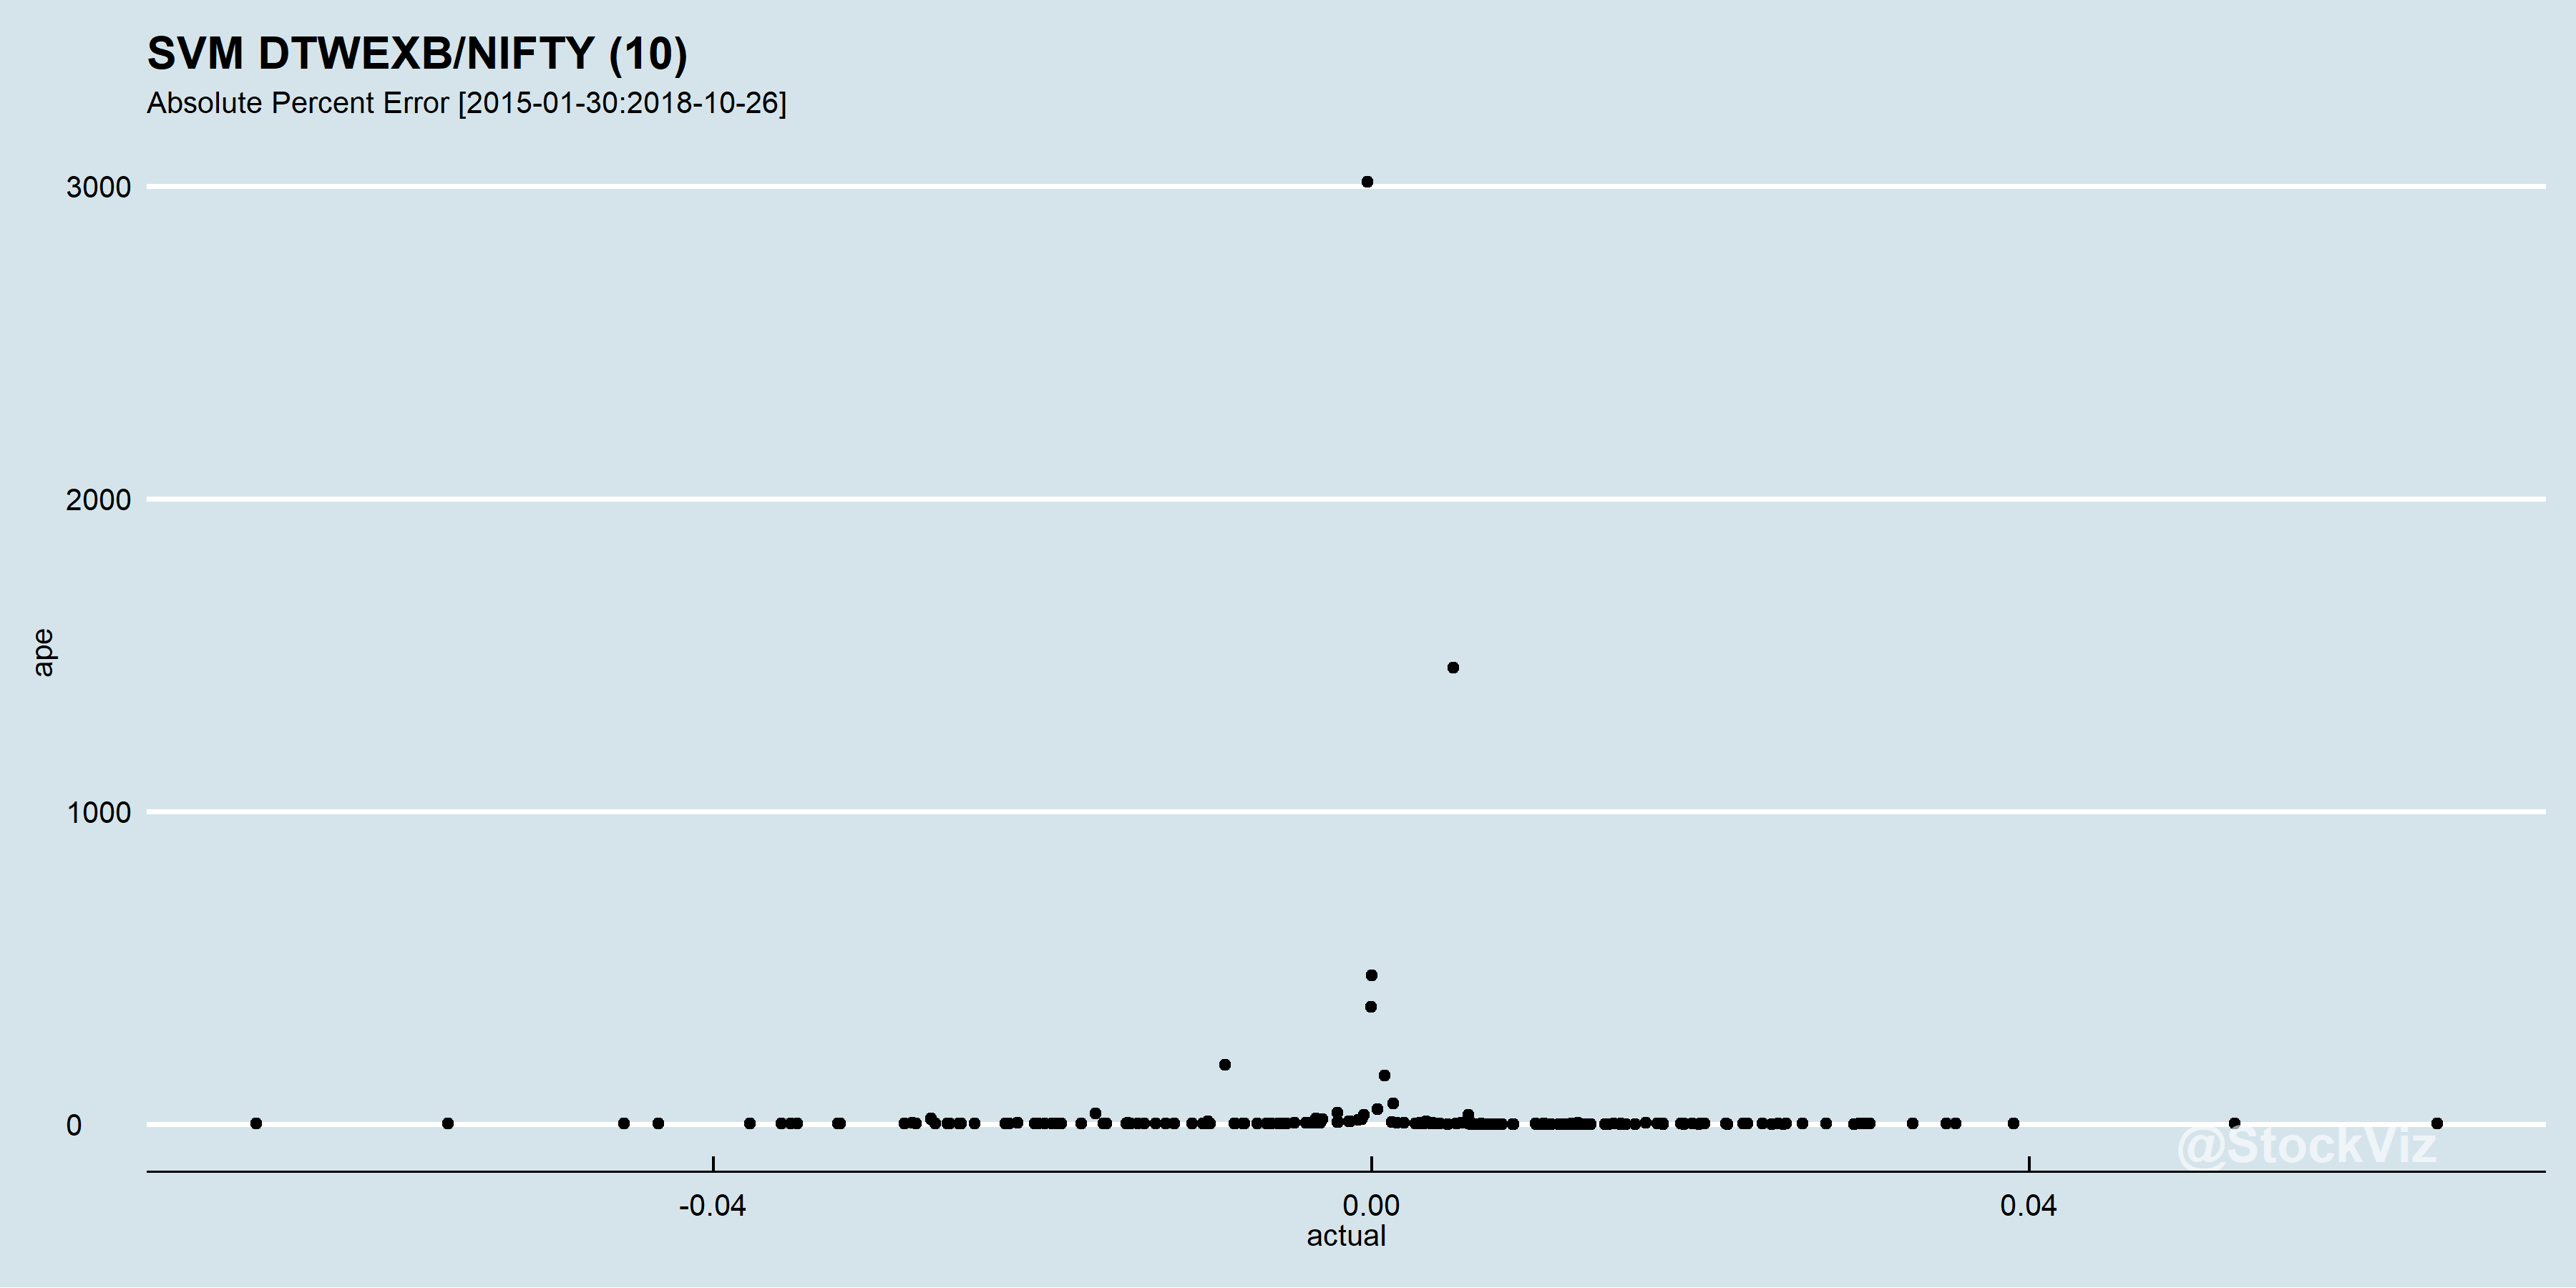 SVM DTWEXB/NIFTY (10)
Absolute Percent Error [2015-01-30:2018-10-26]
3000
2000
1000
0
ape
-0.04
0.00
0.04
actual
@StockViz